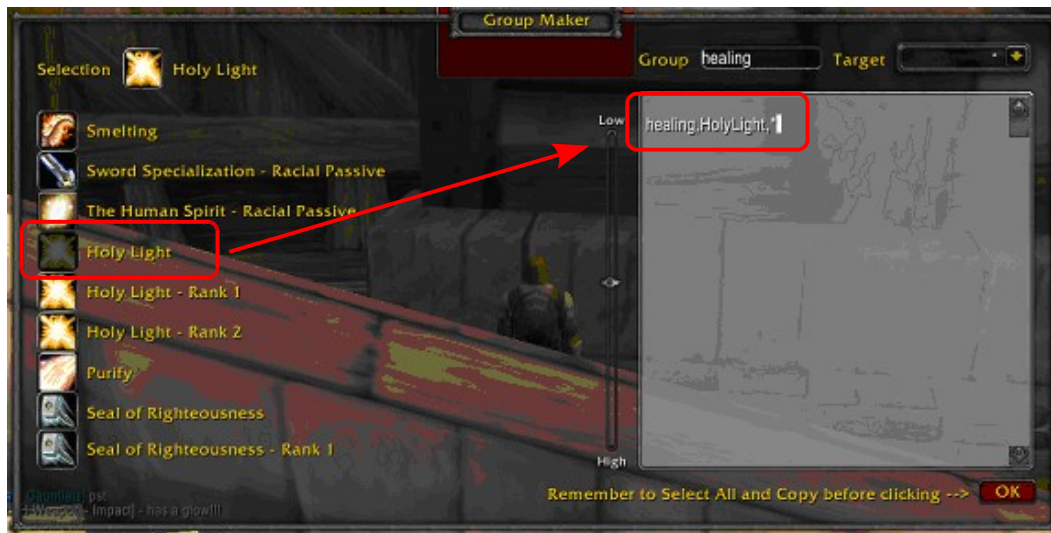 Group Maker
Selection Holy Light
Group healing Target *
Smelting
Sword Specialization - Racial Passive
The Human Spirit - Racial Passive
Holy Light
Holy Light - Rank 1
Holy Light - Rank 2
Purify
Seal of Righteousness
Seal of Righteousness - Rank 1
Low
healing,HolyLight,*
High
Remember to Select All and Copy before clicking --> OK
pst
- Impact] - has a glow!!!